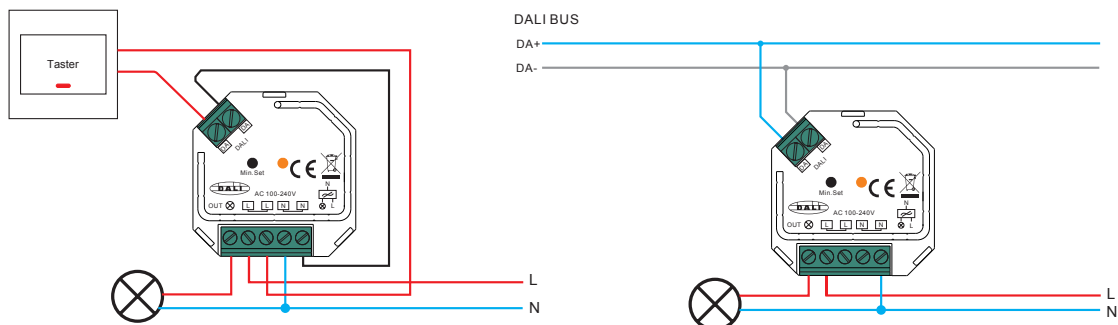 Taster
DA
DA
DALI
Min.Set
CE
N
DALI
AC 100-240V
OUT L L N N L
L
N
DALI BUS
DA+
DA-
DA
DA
DALI
Min.Set
CE
N
DALI
AC 100-240V
OUT L L N N L
L
N